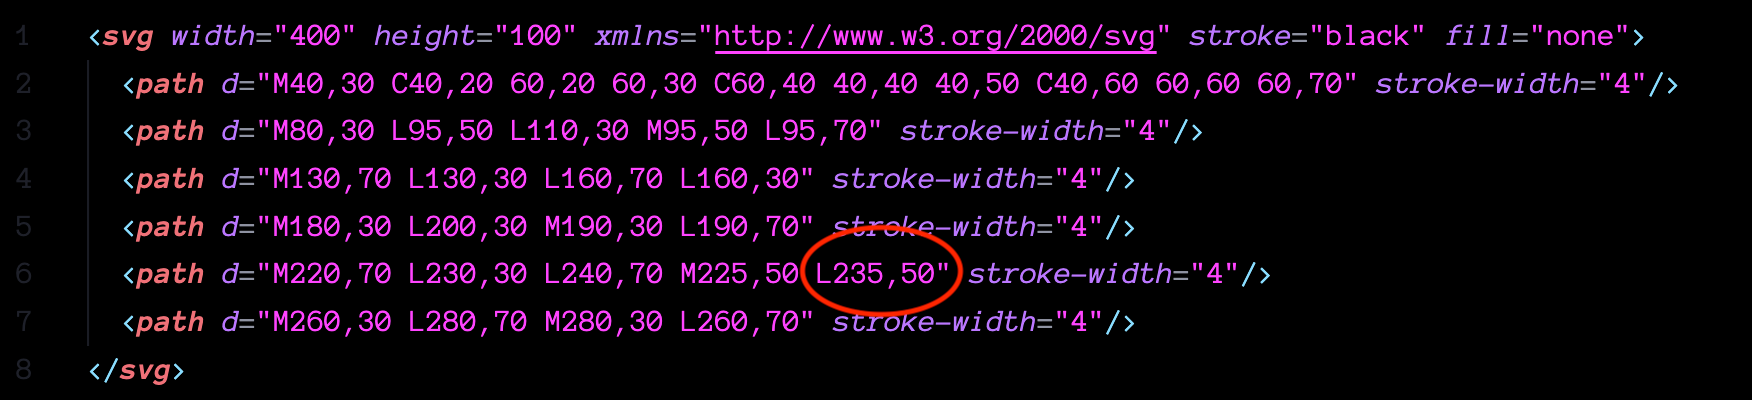 1 <svg width="400" height="100" xmlns="http://www.w3.org/2000/svg" stroke="black" fill="none">
2 <path d="M40,30 C40,20 60,20 60,30 C60,40 40,40 40,50 C40,60 60,60 60,70" stroke-width="4"/>
3 <path d="M80,30 L95,50 L110,30 M95,50 L95,70" stroke-width="4"/>
4 <path d="M130,70 L130,30 L160,70 L160,30" stroke-width="4"/>
5 <path d="M180,30 L200,30 M190,30 L190,70" stroke-width="4"/>
6 <path d="M220,70 L230,30 L240,70 M225,50 L235,50" stroke-width="4"/>
7 <path d="M260,30 L280,70 M280,30 L260,70" stroke-width="4"/>
8 </svg>